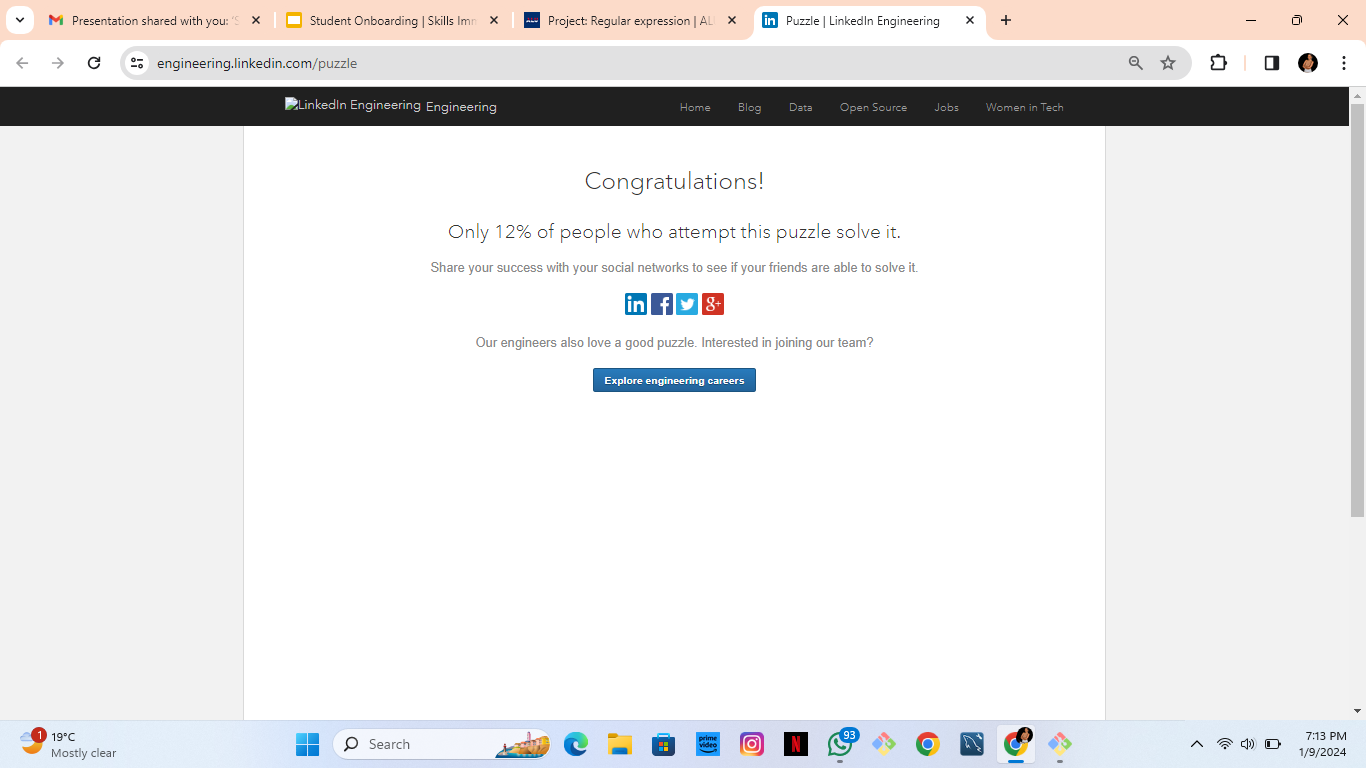 Presentation shared with you: 'S
Student Onboarding | Skills Imm
Project: Regular expression | ALU
Puzzle | LinkedIn Engineering
engineering.linkedin.com/puzzle
LinkedIn Engineering Engineering
Home Blog Data Open Source Jobs Women in Tech
Congratulations!
Only 12% of people who attempt this puzzle solve it.
Share your success with your social networks to see if your friends are able to solve it.
in f g+
Our engineers also love a good puzzle. Interested in joining our team?
Explore engineering careers
1
19°C
Mostly clear
Search
prime video
N
93
7:13 PM
1/9/2024